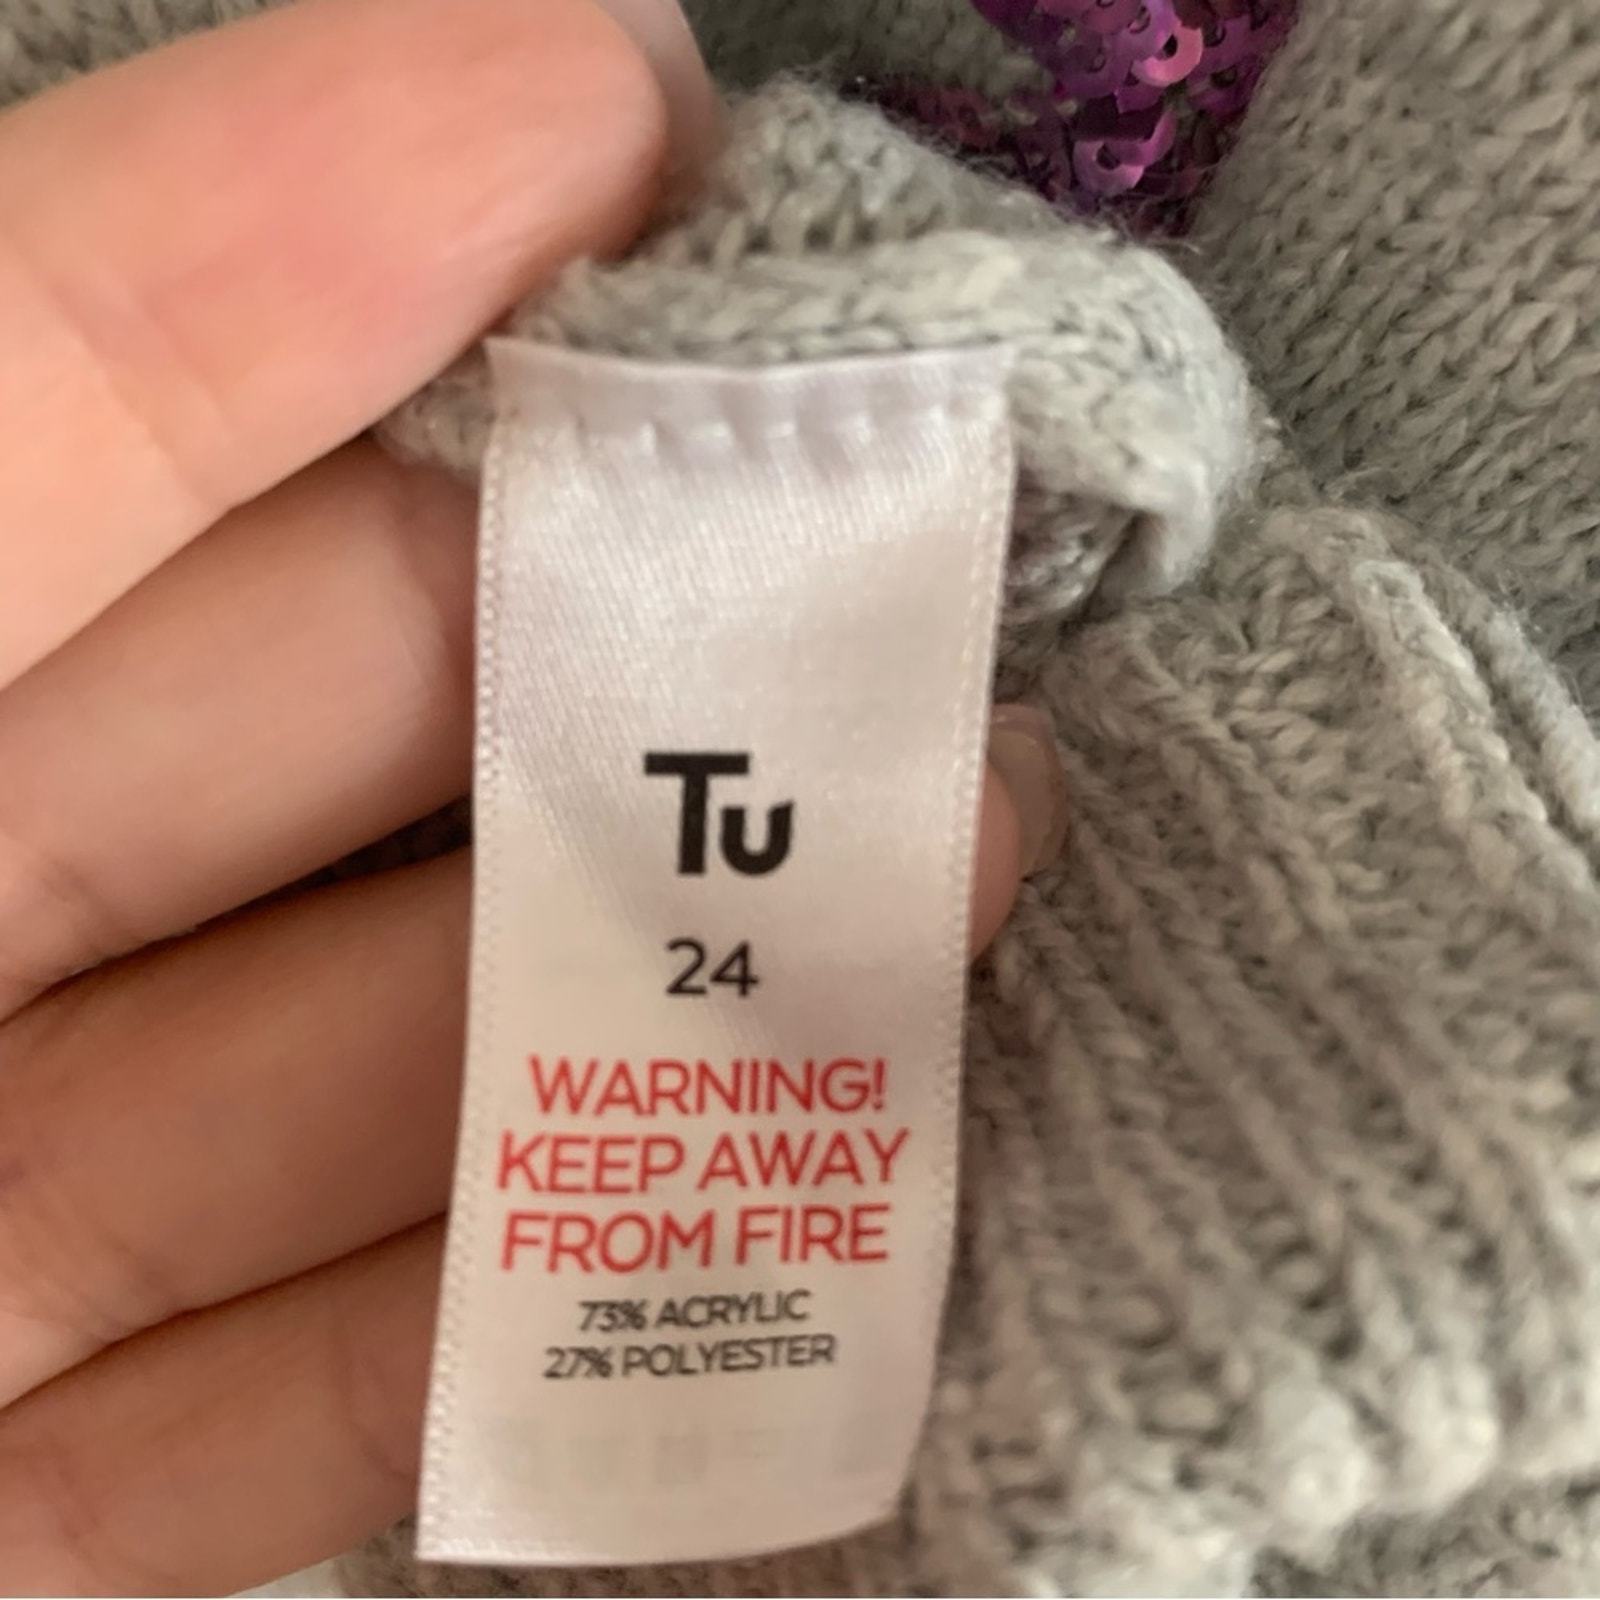 Tu
24
WARNING!
KEEP AWAY
FROM FIRE
73% ACRYLIC
27% POLYESTER